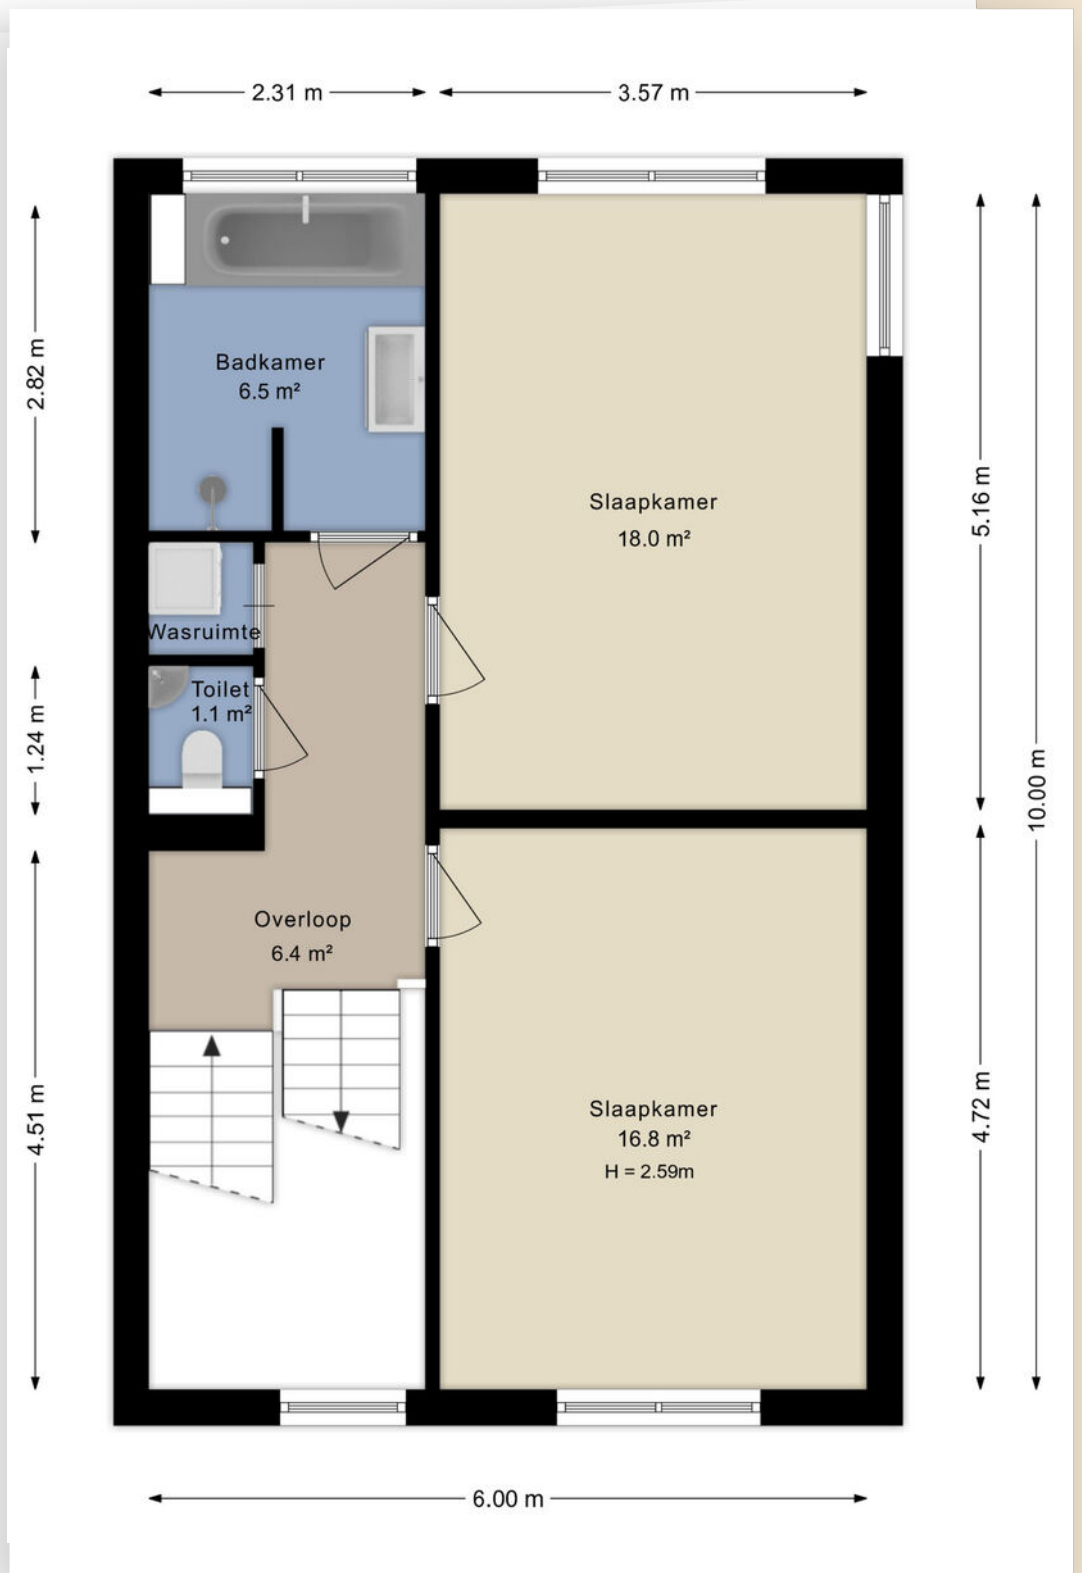 2.31 m
3.57 m
2.82 m
Badkamer
6.5 m²
Slaapkamer
18.0 m²
5.16 m
Wasruimte
Toilet
1.1 m²
1.24 m
10.00 m
Overloop
6.4 m²
4.51 m
Slaapkamer
16.8 m²
H = 2.59m
4.72 m
6.00 m